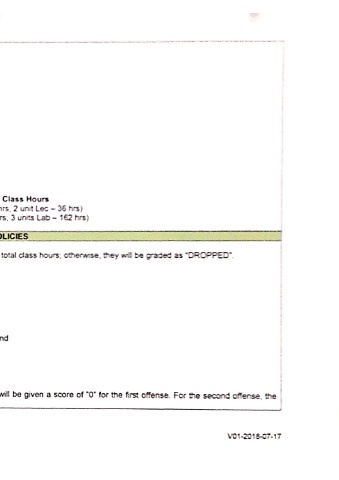 Class Hours
hrs, 2 unit Lec – 36 hrs)
rs, 3 units Lab – 162 hrs)
OLICIES
total class hours; otherwise, they will be graded as "DROPPED".
nd
will be given a score of "0" for the first offense. For the second offense, the
V01-2018-07-17